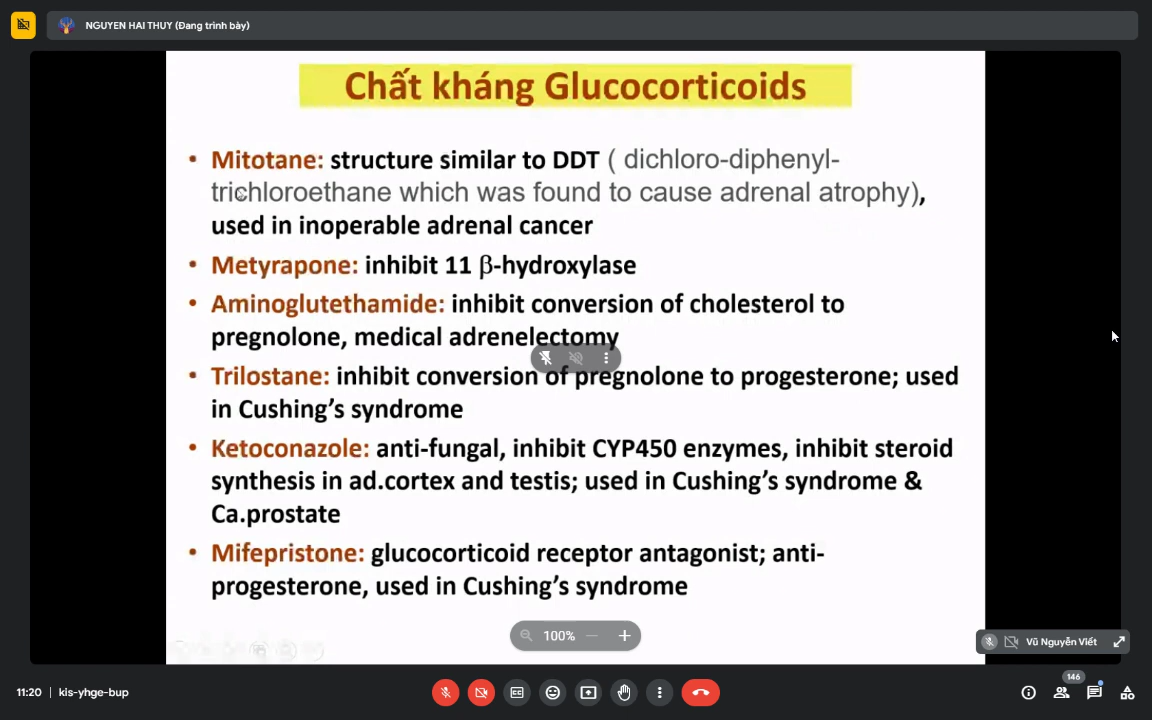 NGUYEN HAI THUY (Đang trình bày)
Chất kháng Glucocorticoids
• Mitotane: structure similar to DDT ( dichloro-diphenyl-
trichloroethane which was found to cause adrenal atrophy),
used in inoperable adrenal cancer
• Metyrapone: inhibit 11 β-hydroxylase
• Aminoglutethamide: inhibit conversion of cholesterol to
pregnolone, medical adrenelectomy
• Trilostane: inhibit conversion of pregnolone to progesterone; used
in Cushing’s syndrome
• Ketoconazole: anti-fungal, inhibit CYP450 enzymes, inhibit steroid
synthesis in ad.cortex and testis; used in Cushing’s syndrome &
Ca.prostate
• Mifepristone: glucocorticoid receptor antagonist; anti-
progesterone, used in Cushing’s syndrome
100%
Vũ Nguyễn Viết
11:20 | kis-yhge-bup
146